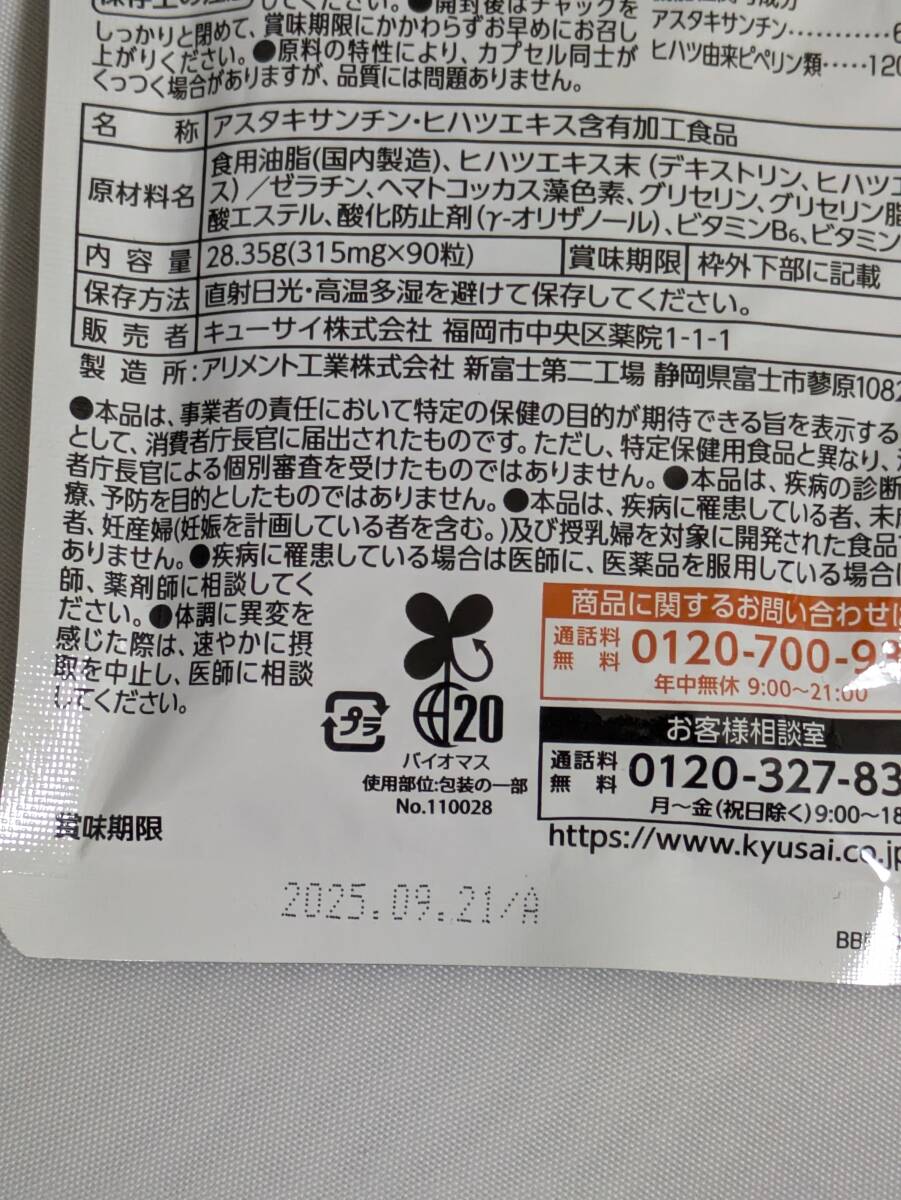 してください。●開封後はチャックを
しっかりと閉めて、賞味期限にかかわらずお早めにお召し
上がりください。●原料の特性により、カプセル同士が
くっつく場合がありますが、品質には問題ありません。
アスタキサンチン…………6
ヒハツ由来ピペリン類……120
名称 アスタキサンチン・ヒハツエキス含有加工食品
原材料名 食用油脂(国内製造)、ヒハツエキス末(デキストリン、ヒハツエ
ス)/ゼラチン、ヘマトコッカス藻色素、グリセリン、グリセリン脂
酸エステル、酸化防止剤(γ-オリザノール)、ビタミンB₆、ビタミン
内容量 28.35g(315mg×90粒) 賞味期限 枠外下部に記載
保存方法 直射日光・高温多湿を避けて保存してください。
販売者 キューサイ株式会社 福岡市中央区薬院1-1-1
製造所:アリメント工業株式会社 新富士第二工場 静岡県富士市蓼原1082
●本品は、事業者の責任において特定の保健の目的が期待できる旨を表示する
として、消費者庁長官に届出されたものです。ただし、特定保健用食品と異なり、
者庁長官による個別審査を受けたものではありません。●本品は、疾病の診断
療、予防を目的としたものではありません。●本品は、疾病に罹患している者、未
者、妊産婦(妊娠を計画している者を含む。)及び授乳婦を対象に開発された食品
ありません。●疾病に罹患している場合は医師に、医薬品を服用している場合は
師、薬剤師に相談してく
ださい。●体調に異変を
感じた際は、速やかに摂
取を中止し、医師に相談
してください。
プラ
20
バイオマス
使用部位:包装の一部
No.110028
商品に関するお問い合わせは
通話料無料 0120-700-9
年中無休 9:00~21:00
お客様相談室
通話料無料 0120-327-83
月~金(祝日除く)9:00~18
https://www.kyusai.co.jp
賞味期限
2025.09.21/A
BB